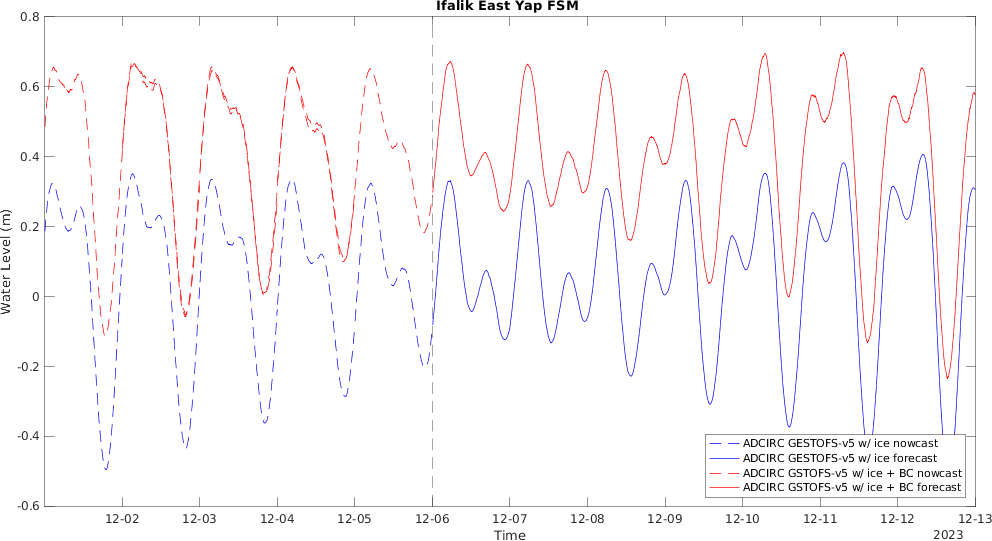 Ifalik East Yap FSM
0.8
0.6
0.4
0.2
0
-0.2
-0.4
-0.6
Water Level (m)
ADCIRC GESTOFS-v5 w/ ice nowcast
ADCIRC GESTOFS-v5 w/ ice forecast
ADCIRC GSTOFS-v5 w/ ice + BC nowcast
ADCIRC GSTOFS-v5 w/ ice + BC forecast
12-02 12-03 12-04 12-05 12-06 12-07 12-08 12-09 12-10 12-11 12-12 12-13
Time
2023